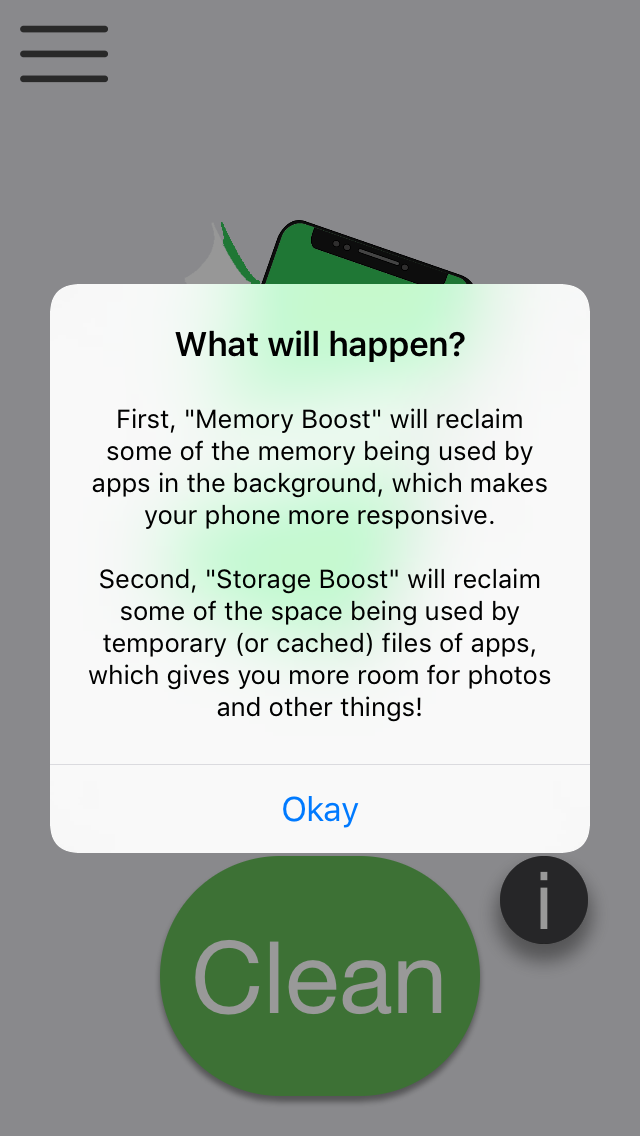 What will happen?
First, "Memory Boost" will reclaim
some of the memory being used by
apps in the background, which makes
your phone more responsive.
Second, "Storage Boost" will reclaim
some of the space being used by
temporary (or cached) files of apps,
which gives you more room for photos
and other things!
Okay
i
Clean